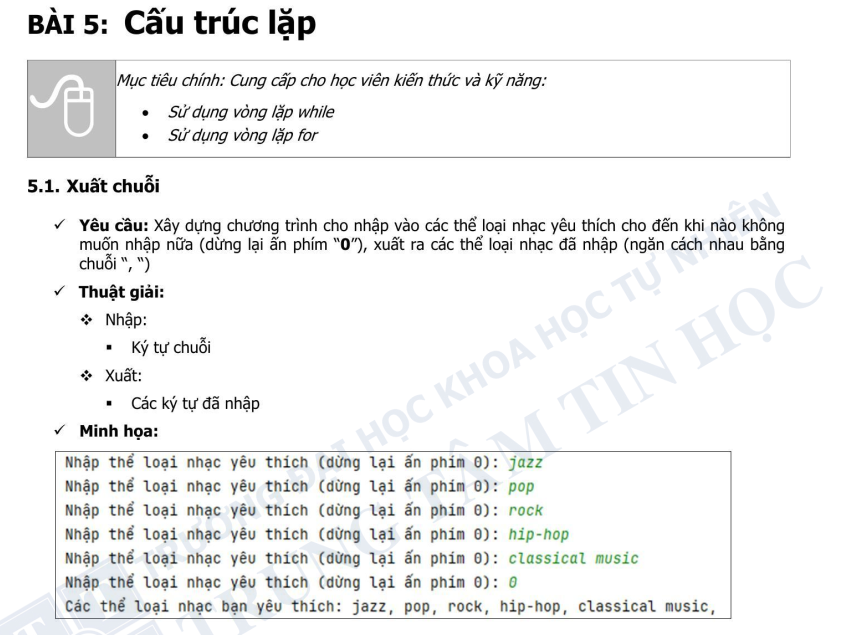 BÀI 5: Cấu trúc lặp
Mục tiêu chính: Cung cấp cho học viên kiến thức và kỹ năng:
• Sử dụng vòng lặp while
• Sử dụng vòng lặp for
5.1. Xuất chuỗi
✓ Yêu cầu: Xây dựng chương trình cho nhập vào các thể loại nhạc yêu thích cho đến khi nào không
muốn nhập nữa (dừng lại ấn phím “0”), xuất ra các thể loại nhạc đã nhập (ngăn cách nhau bằng
chuỗi “, “)
✓ Thuật giải:
❖ Nhập:
▪ Ký tự chuỗi
❖ Xuất:
▪ Các ký tự đã nhập
✓ Minh họa:
Nhập thể loại nhạc yêu thích (dừng lại ấn phím 0): jazz
Nhập thể loại nhạc yêu thích (dừng lại ấn phím 0): pop
Nhập thể loại nhạc yêu thích (dừng lại ấn phím 0): rock
Nhập thể loại nhạc yêu thích (dừng lại ấn phím 0): hip-hop
Nhập thể loại nhạc yêu thích (dừng lại ấn phím 0): classical music
Nhập thể loại nhạc yêu thích (dừng lại ấn phím 0): 0
Các thể loại nhạc bạn yêu thích: jazz, pop, rock, hip-hop, classical music,
TRƯỜNG ĐẠI HỌC KHOA HỌC TỰ NHIÊN
TRUNG TÂM TIN HỌC